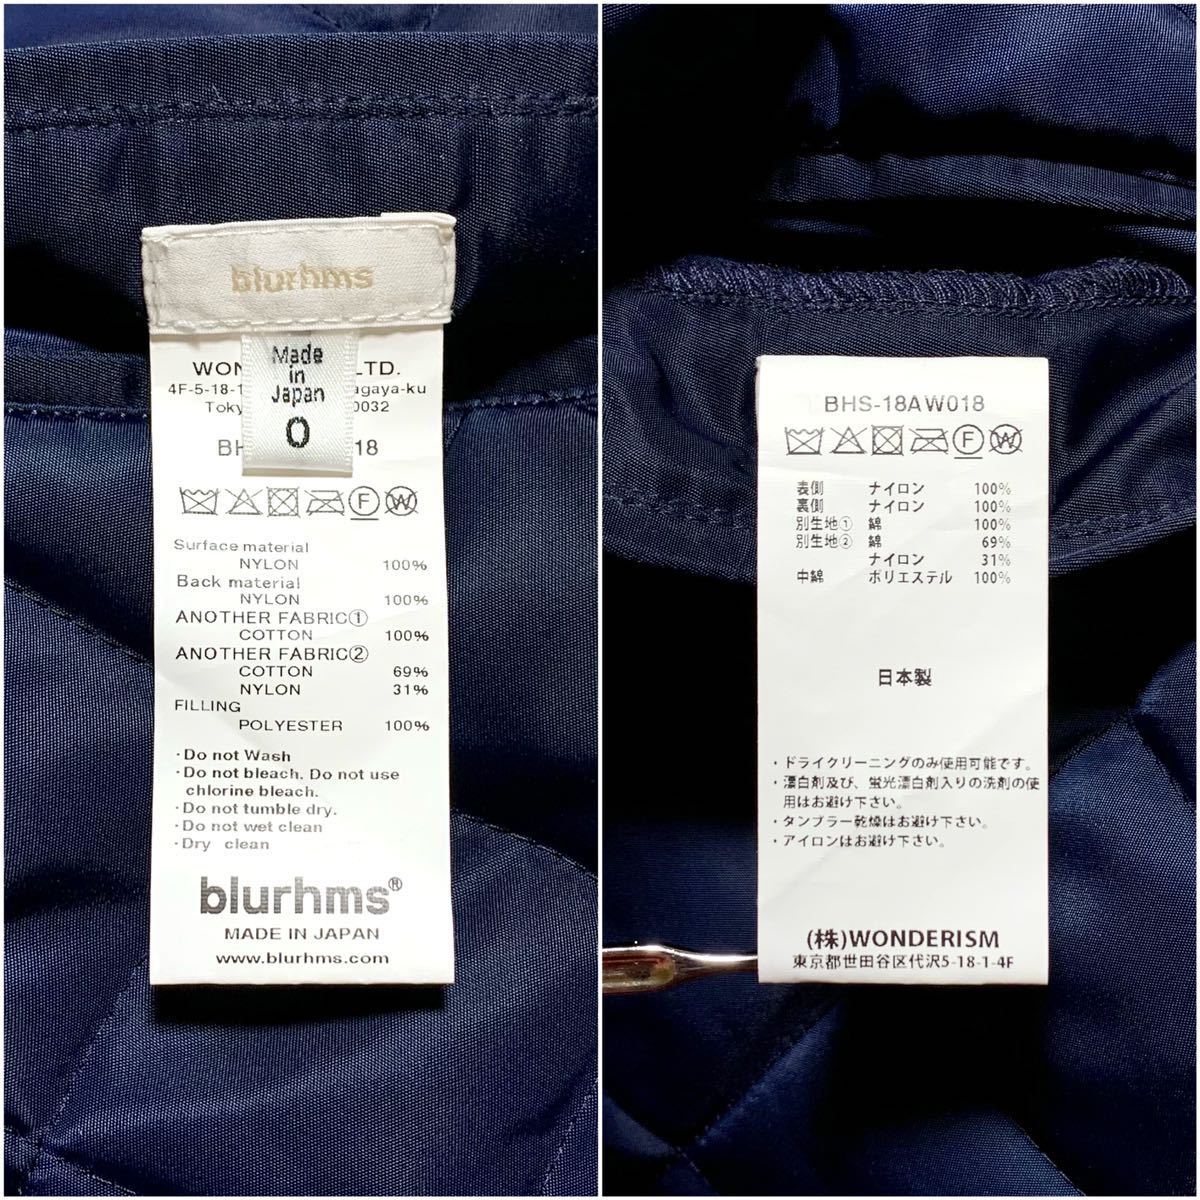 blurhms
Made
in
Japan
0
WON LTD.
4F-5-18-1 agaya-ku
Tokyo 0032
BH 18
F W
Surface material
NYLON 100%
Back material
NYLON 100%
ANOTHER FABRIC①
COTTON 100%
ANOTHER FABRIC②
COTTON 69%
NYLON 31%
FILLING
POLYESTER 100%
・Do not Wash
・Do not bleach. Do not use
chlorine bleach.
・Do not tumble dry.
・Do not wet clean
・Dry clean
blurhms®
MADE IN JAPAN
www.blurhms.com
BHS-18AW018
F W
表側 ナイロン 100%
裏側 ナイロン 100%
別生地① 綿 100%
別生地② 綿 69%
ナイロン 31%
中綿 ポリエステル 100%
日本製
・ドライクリーニングのみ使用可能です。
・漂白剤及び、蛍光漂白剤入りの洗剤の使
用はお避け下さい。
・タンブラー乾燥はお避け下さい。
・アイロンはお避け下さい。
(株)WONDERISM
東京都世田谷区代沢5-18-1-4F